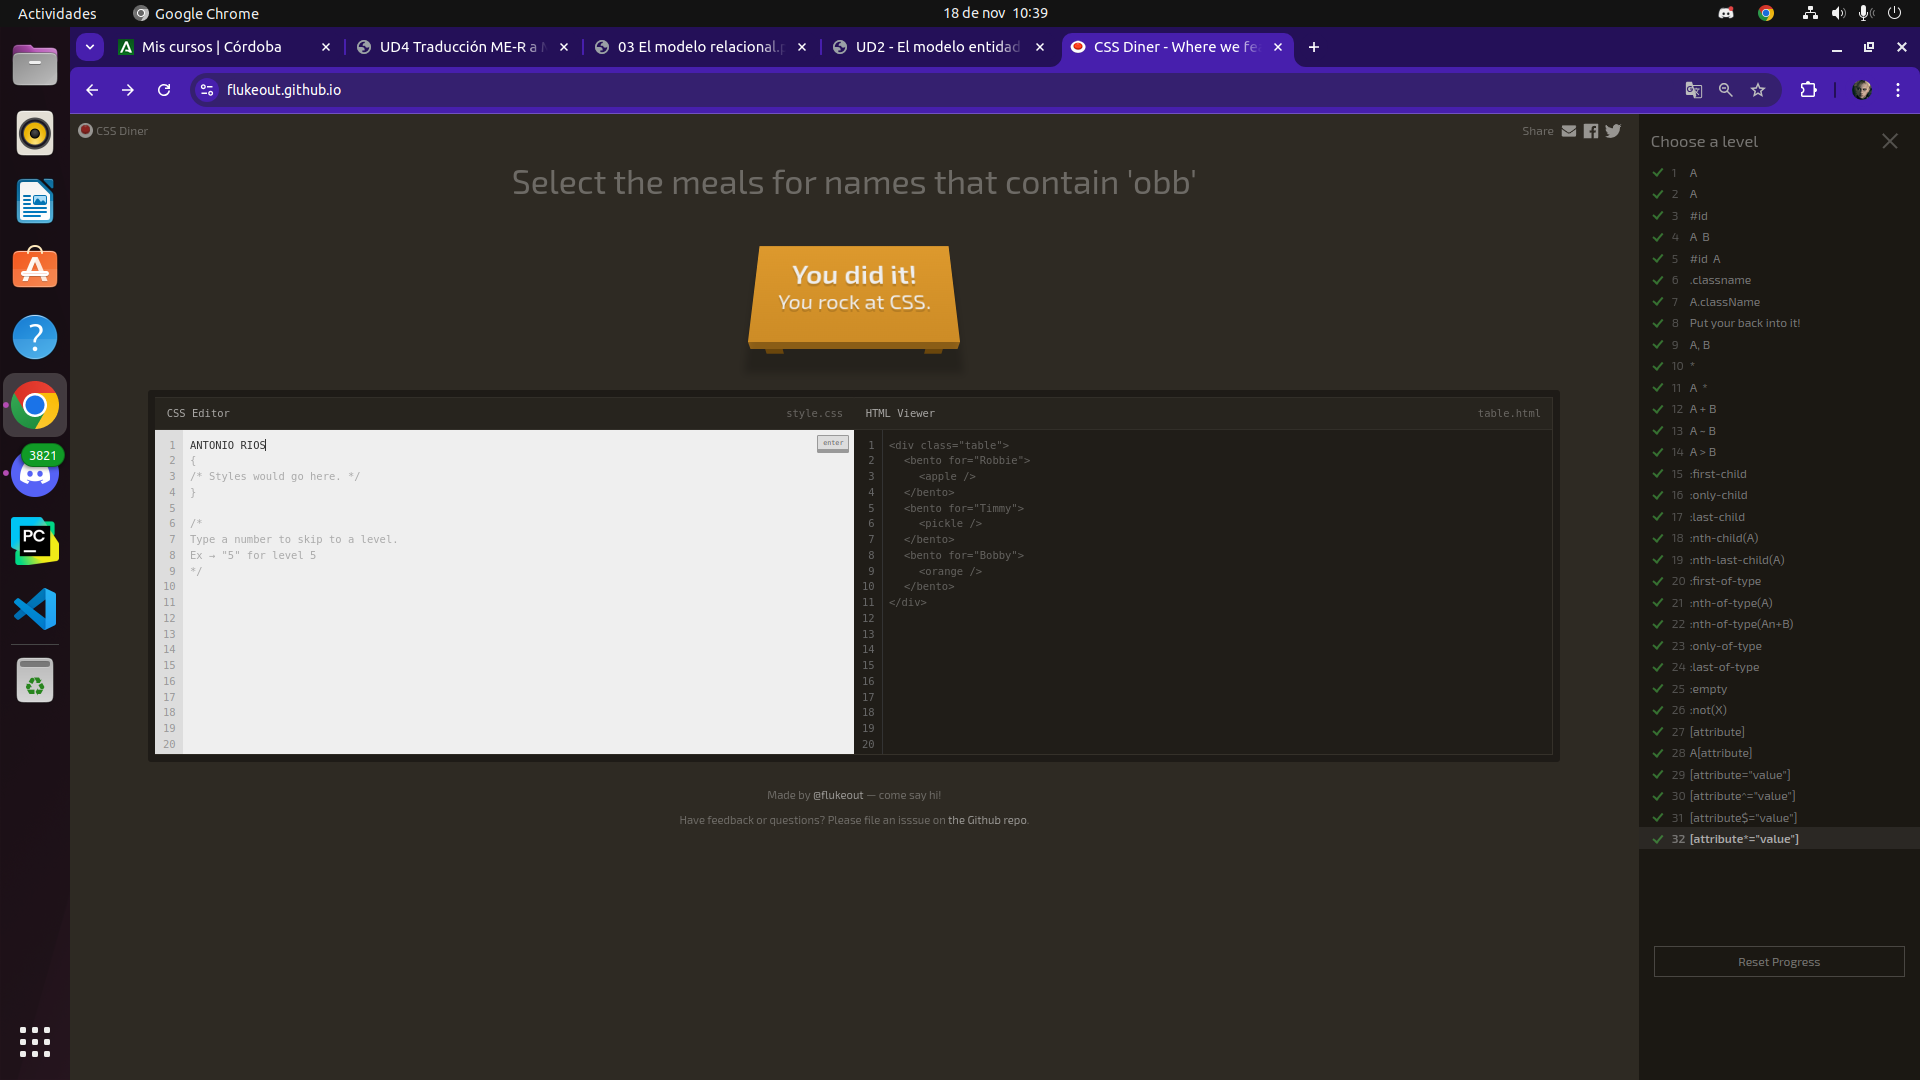 Actividades
Google Chrome
18 de nov 10:39
Mis cursos | Córdoba
UD4 Traducción ME-R a
03 El modelo relacional.
UD2 - El modelo entidad
CSS Diner - Where we fe
flukeout.github.io
CSS Diner
Share
Select the meals for names that contain 'obb'
You did it!
You rock at CSS.
CSS Editor
style.css
HTML Viewer
table.html
1 ANTONIO RIOS
enter
2 {
3 /* Styles would go here. */
4 }
5
6 /*
7 Type a number to skip to a level.
8 Ex → "5" for level 5
9 */
10
11
12
13
14
15
16
17
18
19
20
1 <div class="table">
2 <bento for="Robbie">
3 <apple />
4 </bento>
5 <bento for="Timmy">
6 <pickle />
7 </bento>
8 <bento for="Bobby">
9 <orange />
10 </bento>
11 </div>
12
13
14
15
16
17
18
19
20
Made by @flukeout — come say hi!
Have feedback or questions? Please file an isssue on the Github repo.
Choose a level
1 A
2 A
3 #id
4 A B
5 #id A
6 .classname
7 A.className
8 Put your back into it!
9 A, B
10 *
11 A *
12 A + B
13 A ~ B
14 A > B
15 :first-child
16 :only-child
17 :last-child
18 :nth-child(A)
19 :nth-last-child(A)
20 :first-of-type
21 :nth-of-type(A)
22 :nth-of-type(An+B)
23 :only-of-type
24 :last-of-type
25 :empty
26 :not(X)
27 [attribute]
28 A[attribute]
29 [attribute="value"]
30 [attribute^="value"]
31 [attribute$="value"]
32 [attribute*="value"]
Reset Progress
3821
PC